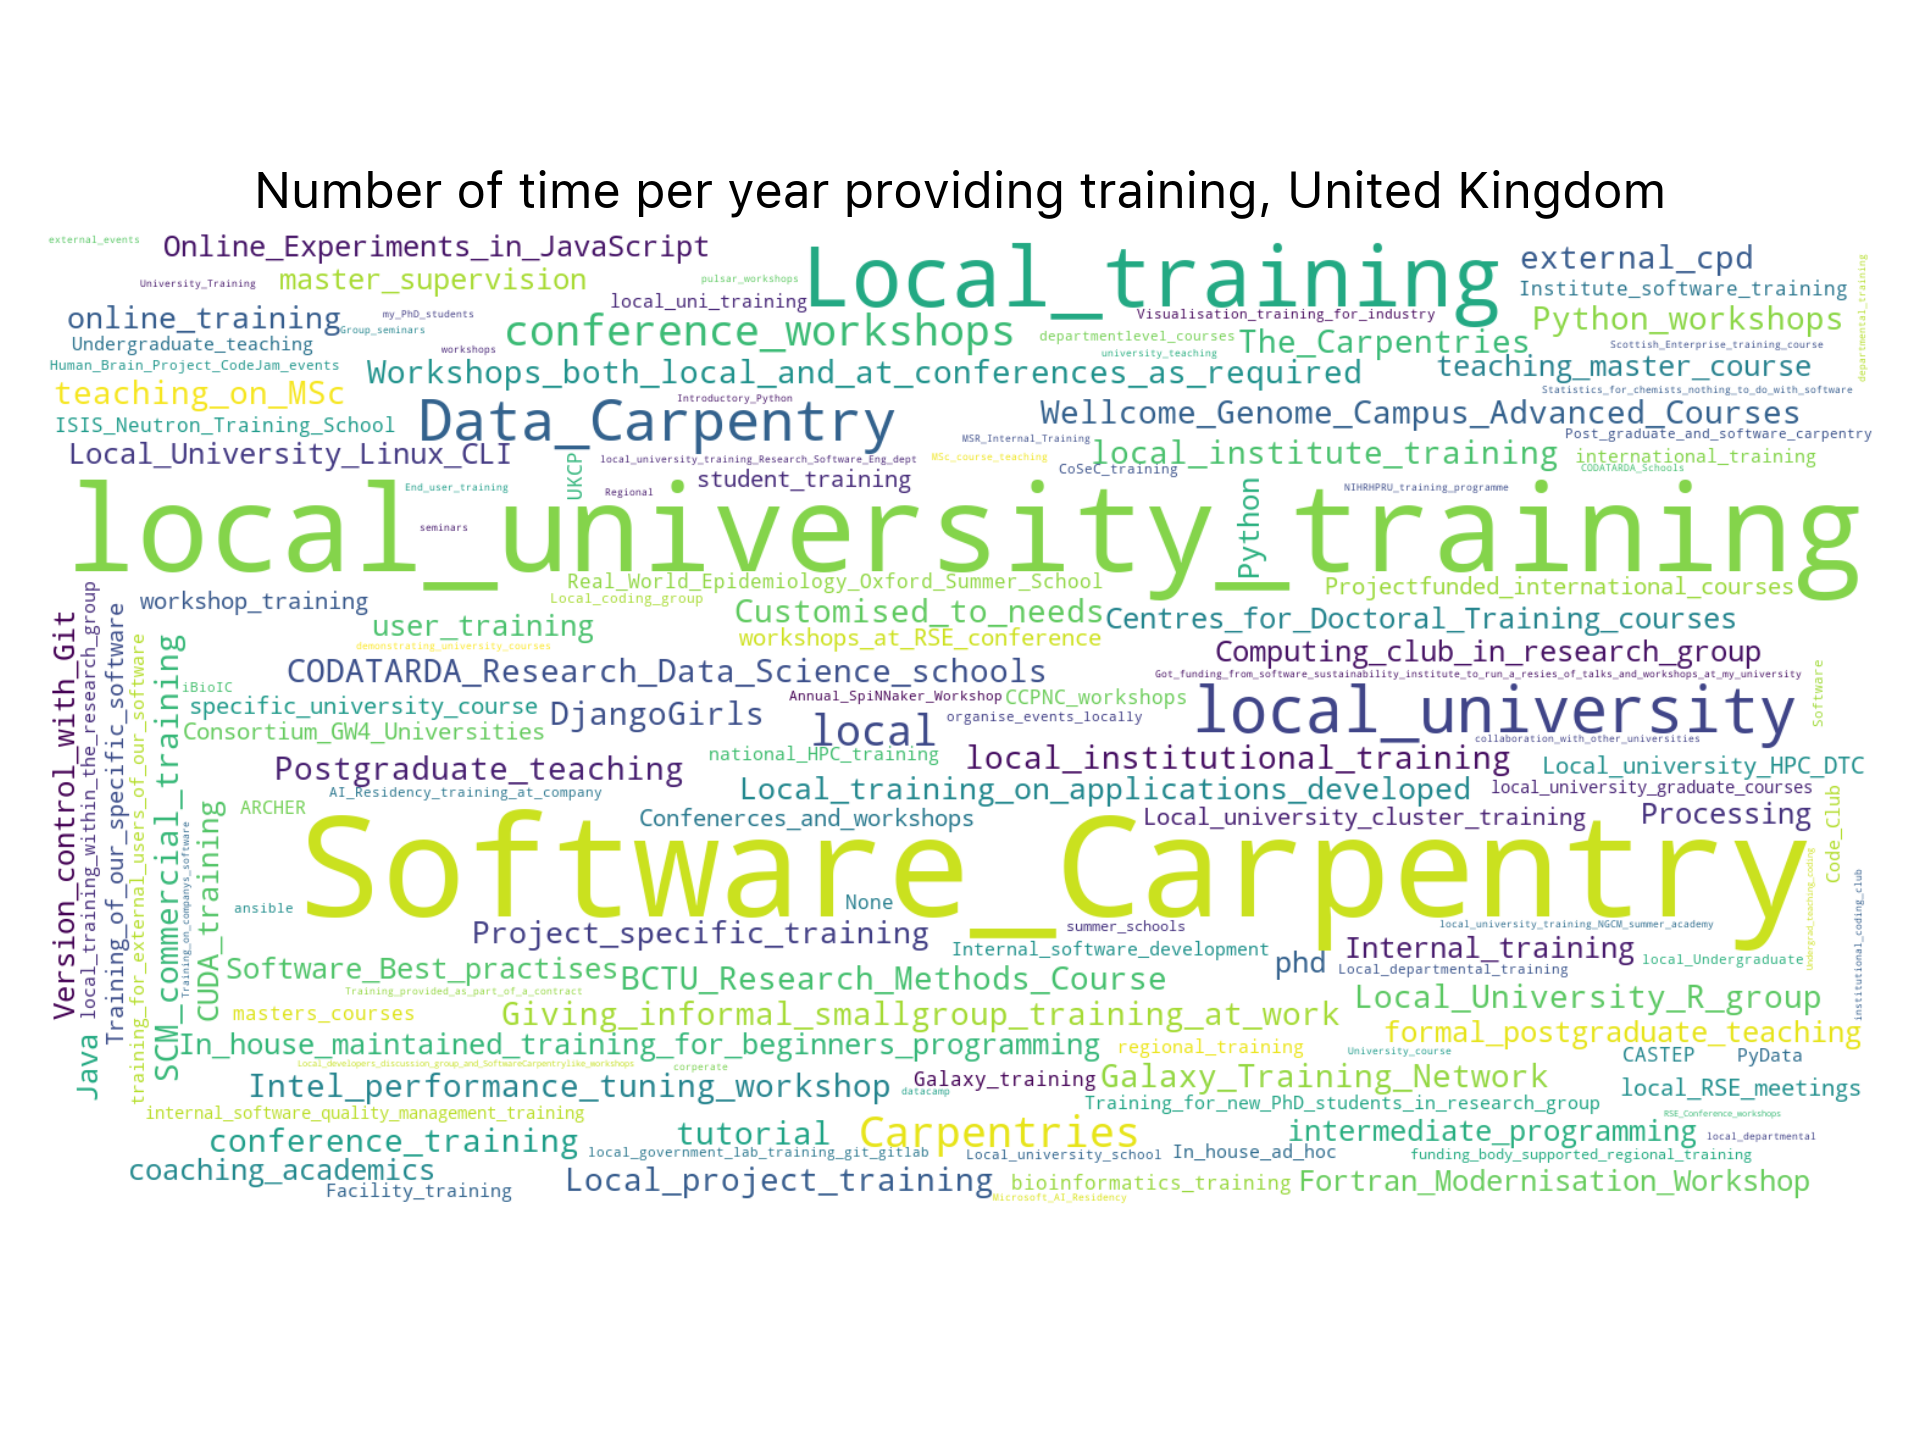 Number of time per year providing training, United Kingdom
external_events
Online_Experiments_in_JavaScript
Local_training
external_cpd
University_Training
master_supervision
pulsar_workshops
local_uni_training
Institute_software_training
departmental_training
online_training
my_PhD_students
Group_seminars
conference_workshops
Visualisation_training_for_industry
Python_workshops
Undergraduate_teaching
workshops
departmentlevel_courses
university_teaching
The_Carpentries
Scottish_Enterprise_training_course
Human_Brain_Project_CodeJam_events
Workshops_both_local_and_at_conferences_as_required
teaching_master_course
teaching_on_MSc
Introductory_Python
Statistics_for_chemists_nothing_to_do_with_software
ISIS_Neutron_Training_School
Data_Carpentry
Wellcome_Genome_Campus_Advanced_Courses
Local_University_Linux_CLI
MSR_Internal_Training
local_institute_training
Post_graduate_and_software_carpentry
UKCP
local_university_training_Research_Software_Eng_dept
MSc_course_teaching
CoSeC_training
international_training
CODATARDA_Schools
End_user_training
Regional
student_training
NIHRHPRU_training_programme
local_university_training
seminars
Python
Real_World_Epidemiology_Oxford_Summer_School
Projectfunded_international_courses
workshop_training
Local_coding_group
Customised_to_needs
Centres_for_Doctoral_Training_courses
user_training
workshops_at_RSE_conference
demonstrating_university_courses
Computing_club_in_research_group
Version_control_with_Git
local_training_within_the_research_group
Training_of_our_specific_software
training_for_external_users_of_our_software
SCM_commercial_training
CODATARDA_Research_Data_Science_schools
Got_funding_from_software_sustainability_institute_to_run_a_resies_of_talks_and_workshops_at_my_university
Software
iBioIC
specific_university_course
Annual_SpiNNaker_Workshop
CCPNC_workshops
local_university
Consortium_GW4_Universities
DjangoGirls
local
organise_events_locally
collaboration_with_other_universities
national_HPC_training
local_institutional_training
Local_university_HPC_DTC
Postgraduate_teaching
AI_Residency_training_at_company
Local_training_on_applications_developed
local_university_graduate_courses
ARCHER
Confenerces_and_workshops
Local_university_cluster_training
Processing
Code_Club
Training_on_companys_software
CUDA_training
Software_Carpentry
Undergrad_teaching_coding
institutional_coding_club
ansible
None
Project_specific_training
summer_schools
local_university_training_NGCM_summer_academy
Internal_software_development
Internal_training
Software_Best_practises
BCTU_Research_Methods_Course
phd
Local_departmental_training
local_Undergraduate
Training_provided_as_part_of_a_contract
Local_University_R_group
masters_courses
Giving_informal_smallgroup_training_at_work
formal_postgraduate_teaching
Java
In_house_maintained_training_for_beginners_programming
regional_training
University_course
CASTEP
PyData
Local_developers_discussion_group_and_SoftwareCarpentrylike_workshops
corperate
Intel_performance_tuning_workshop
datacamp
Galaxy_training
Galaxy_Training_Network
local_RSE_meetings
internal_software_quality_management_training
Training_for_new_PhD_students_in_research_group
RSE_Conference_workshops
conference_training
tutorial
Carpentries
intermediate_programming
local_departmental
local_government_lab_training_git_gitlab
Local_university_school
In_house_ad_hoc
funding_body_supported_regional_training
coaching_academics
Facility_training
Local_project_training
bioinformatics_training
Fortran_Modernisation_Workshop
Microsoft_AI_Residency